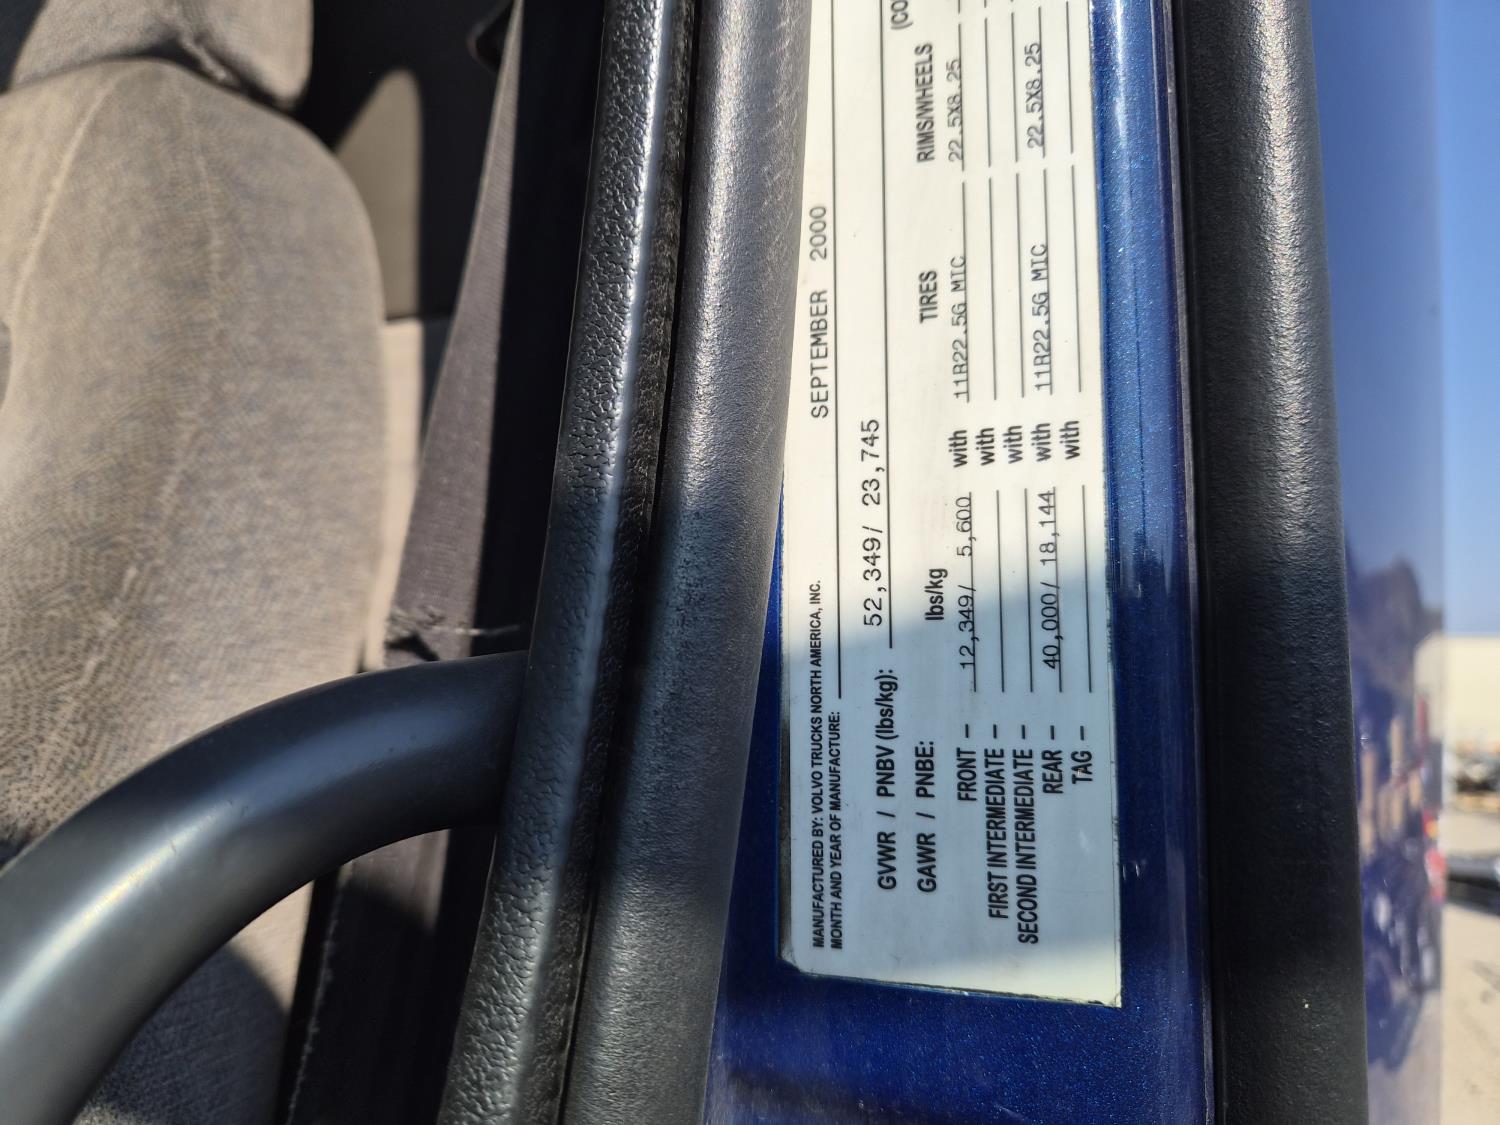 MANUFACTURED BY: VOLVO TRUCKS NORTH AMERICA, INC.
MONTH AND YEAR OF MANUFACTURE: SEPTEMBER 2000
GVWR / PNBV (lbs/kg): 52,349/ 23,745
GAWR / PNBE: lbs/kg TIRES RIMS/WHEELS (CO
FRONT – 12,349/ 5,600 with 11R22.5G MIC 22.5X8.25
FIRST INTERMEDIATE – with
SECOND INTERMEDIATE – with
REAR – 40,000/ 18,144 with 11R22.5G MIC 22.5X8.25
TAG – with